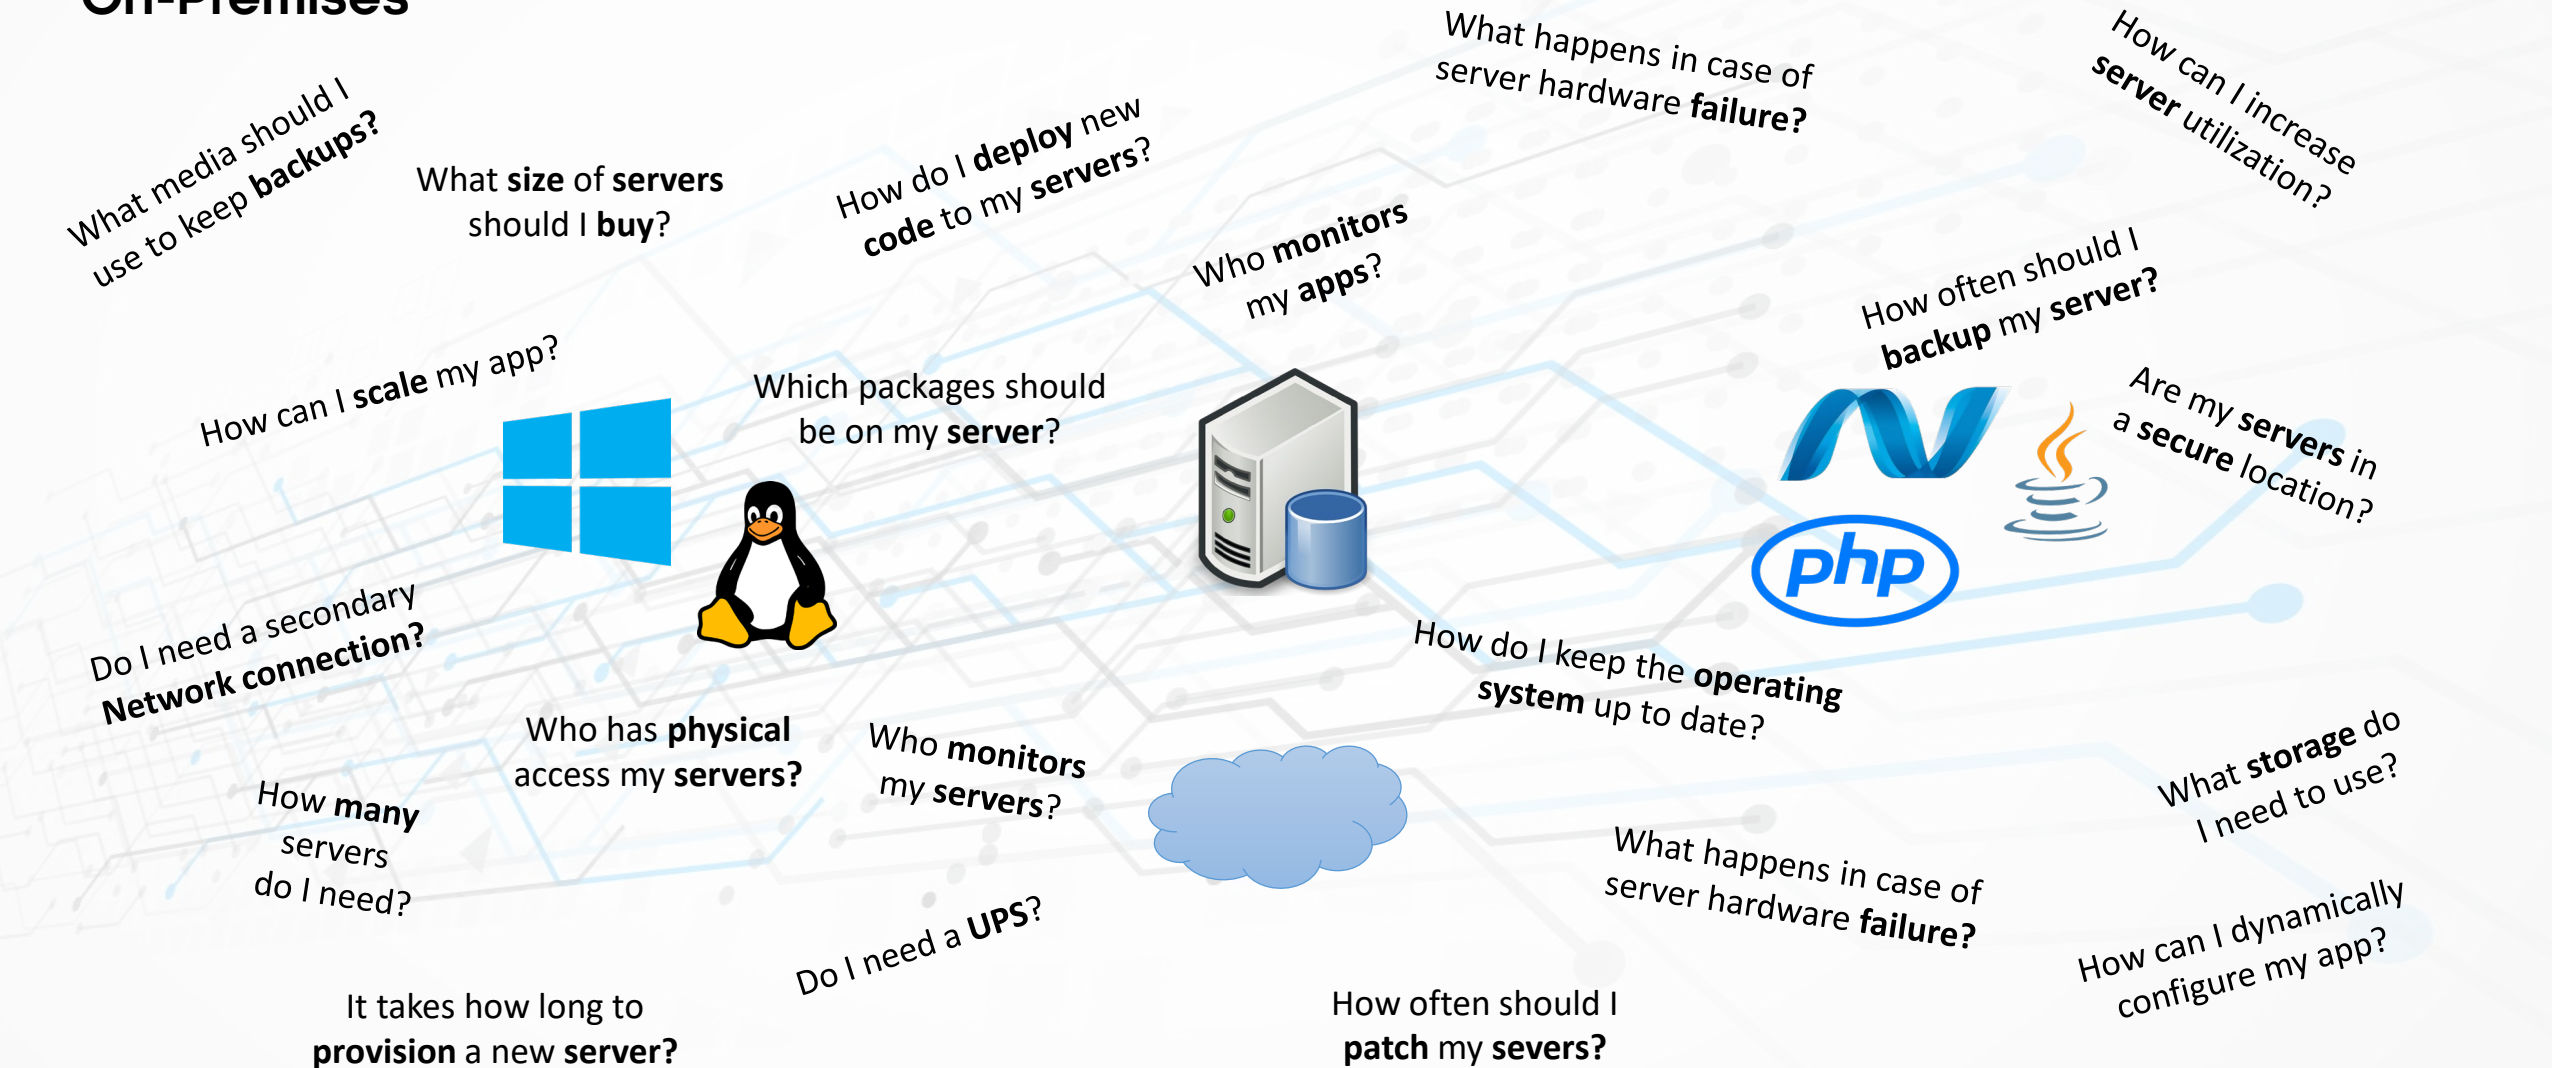 On-Premises
What media should I
use to keep backups?
What size of servers
should I buy?
How do I deploy new
code to my servers?
What happens in case of
server hardware failure?
How can I increase
server utilization?
Who monitors
my apps?
How often should I
backup my server?
How can I scale my app?
Which packages should
be on my server?
Are my servers in
a secure location?
php
Do I need a secondary
Network connection?
How do I keep the operating
system up to date?
Who has physical
access my servers?
Who monitors
my servers?
What storage do
I need to use?
How many
servers
do I need?
What happens in case of
server hardware failure?
Do I need a UPS?
How can I dynamically
configure my app?
It takes how long to
provision a new server?
How often should I
patch my severs?